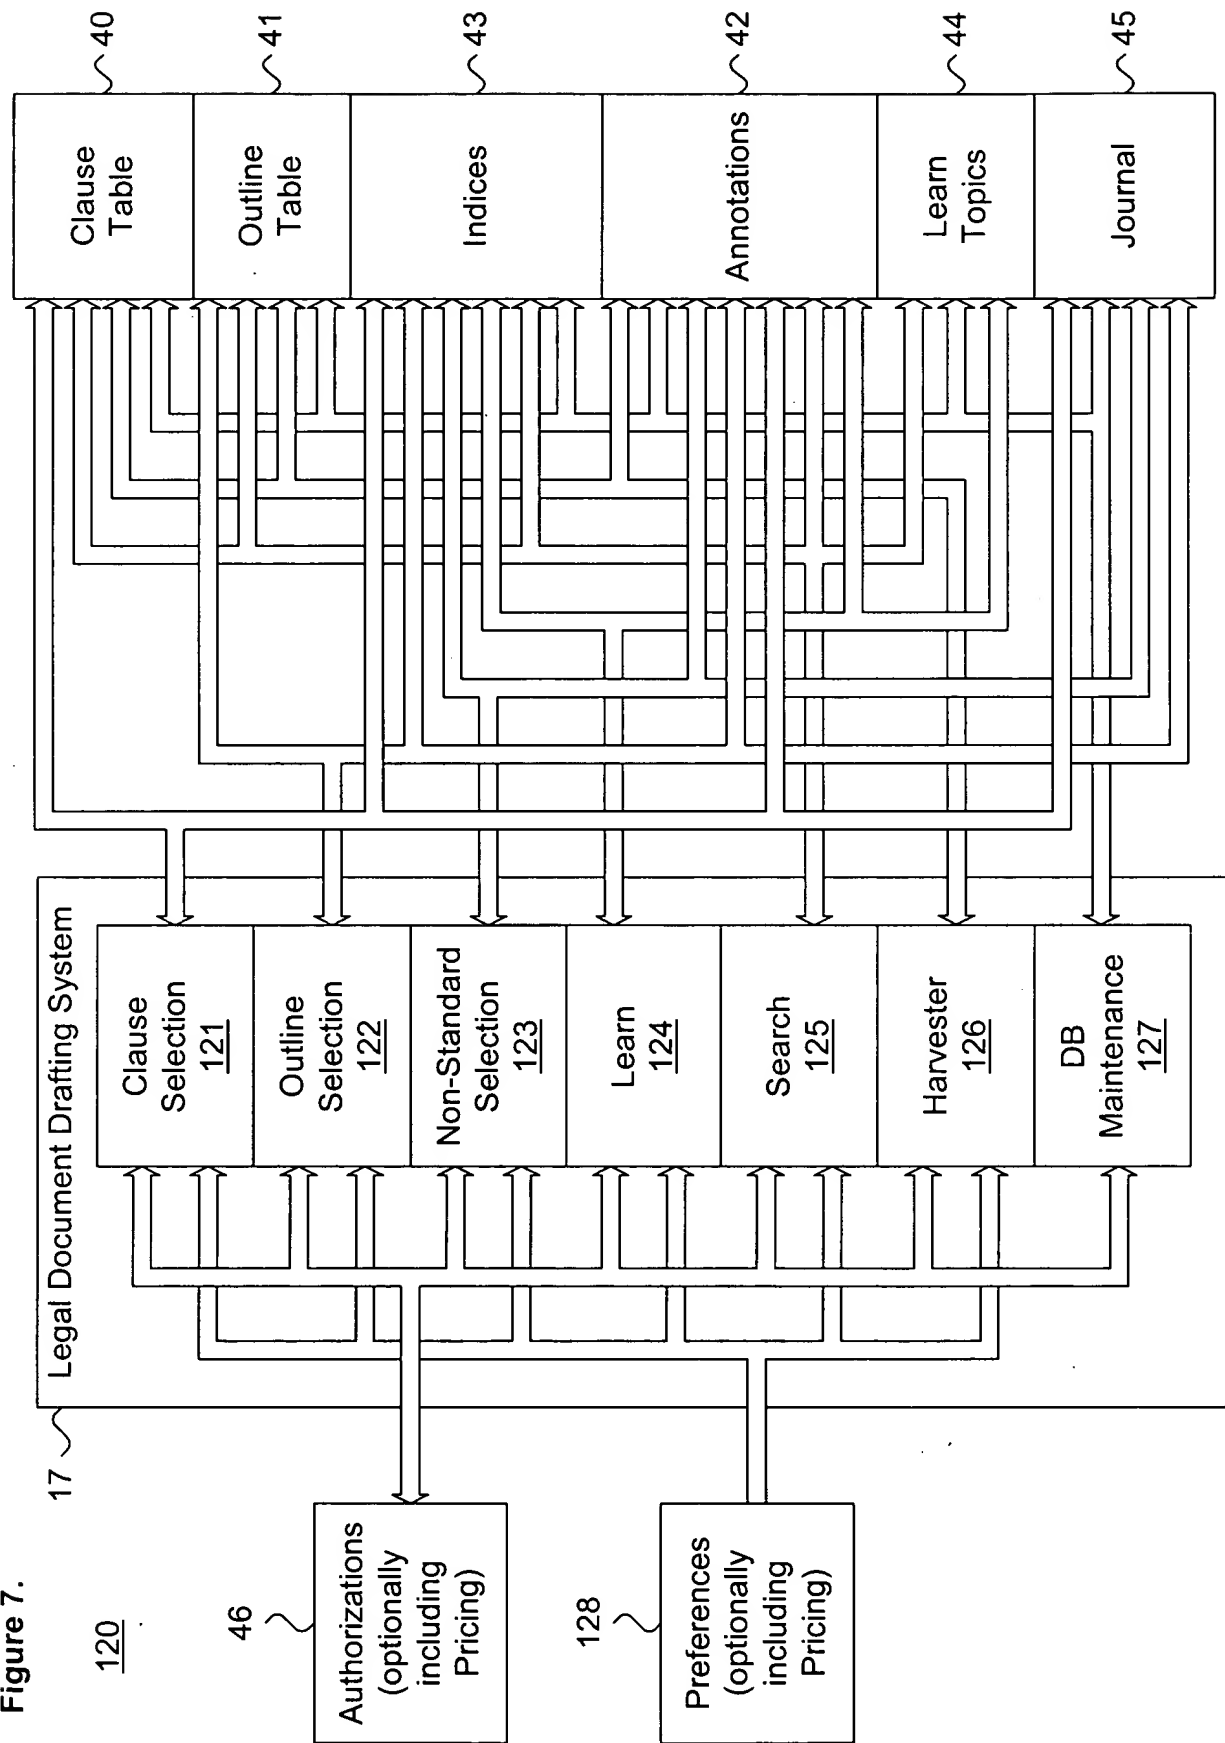 Figure 7.
120
17
Legal Document Drafting System
46
Authorizations
(optionally
including
Pricing)
128
Preferences
(optionally
including
Pricing)
Clause
Selection
121
Outline
Selection
122
Non-Standard
Selection
123
Learn
124
Search
125
Harvester
126
DB
Maintenance
127
Clause
Table
40
Outline
Table
41
Indices
43
Annotations
42
Learn
Topics
44
Journal
45